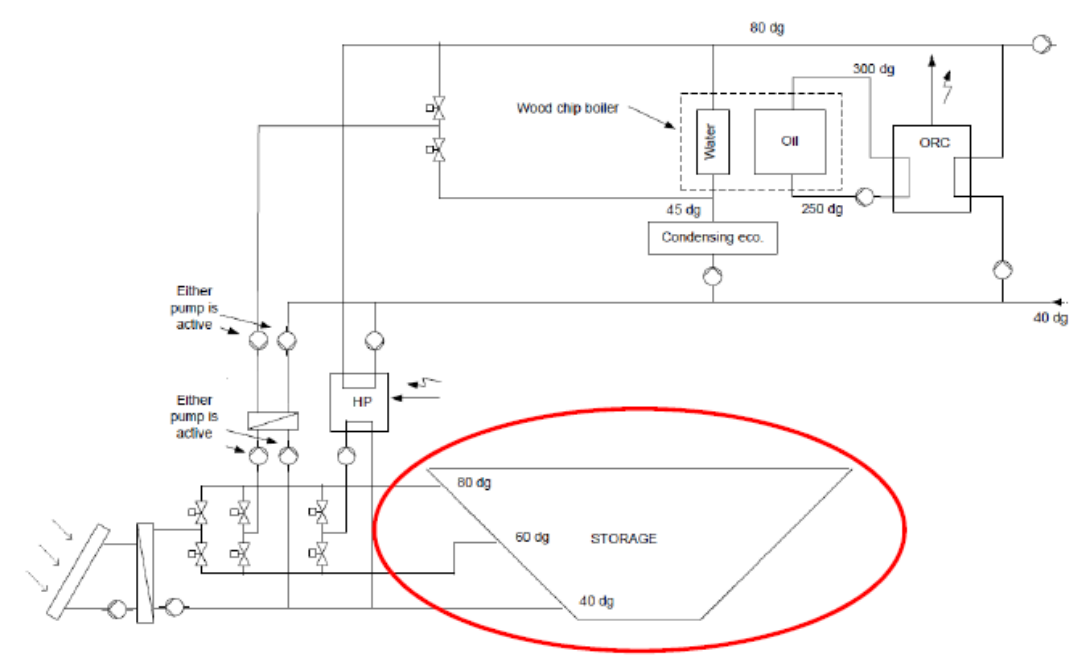 80 dg
300 dg
Wood chip boiler
Water
Oil
ORC
45 dg
250 dg
Condensing eco.
40 dg
Either
pump is
active
HP
Either
pump is
active
80 dg
60 dg
STORAGE
40 dg